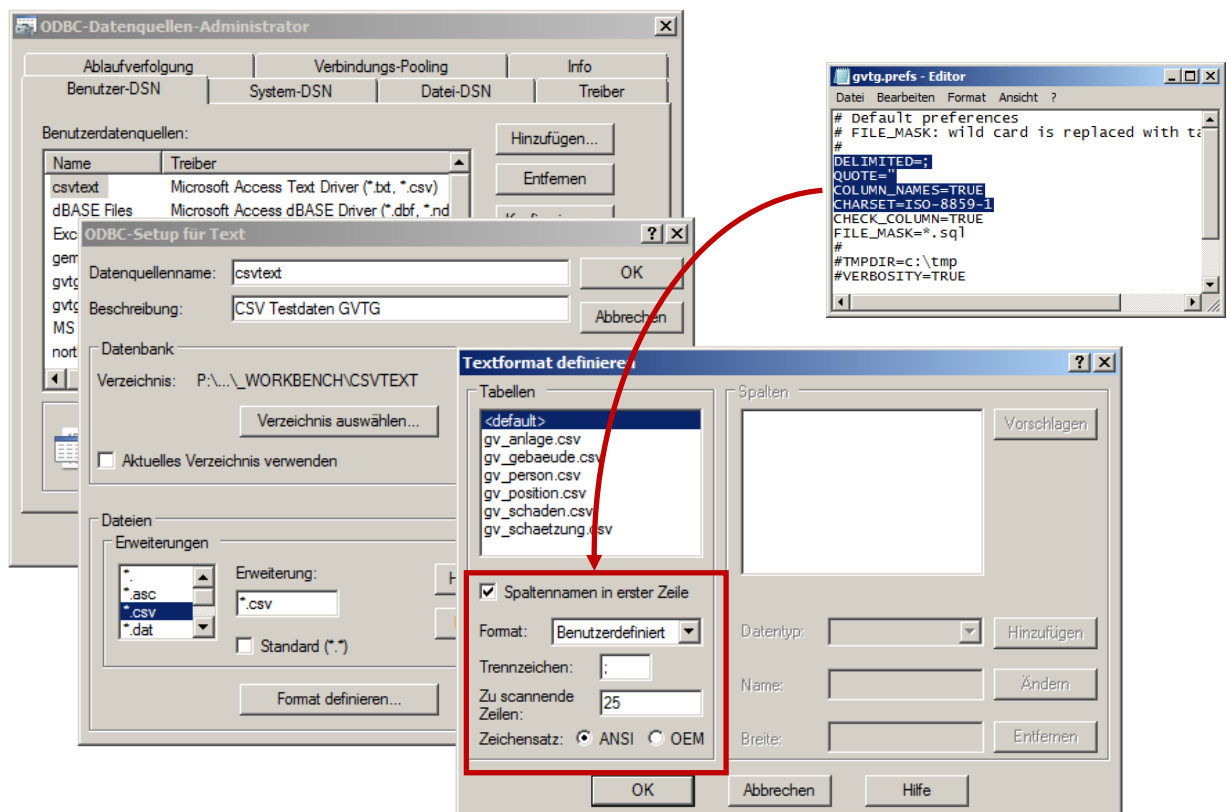 ODBC-Datenquellen-Administrator
Ablaufverfolgung
Verbindungs-Pooling
Info
Benutzer-DSN
System-DSN
Datei-DSN
Treiber
Benutzerdatenquellen:
Hinzufügen...
Name
Treiber
csvtext
Microsoft Access Text Driver (*.txt, *.csv)
Entfernen
dBASE Files
Microsoft Access dBASE Driver (*.dbf, *.nd
Exc
gem
gvtg
gvtg
MS
nort
ODBC-Setup für Text
Datenquellenname:
csvtext
OK
Beschreibung:
CSV Testdaten GVTG
Abbrechen
Datenbank
Verzeichnis: P:\...\_WORKBENCH\CSVTEXT
Verzeichnis auswählen...
Aktuelles Verzeichnis verwenden
Dateien
Erweiterungen
*.
*.asc
*.csv
*.dat
Erweiterung:
*.csv
Standard (*.*)
H
Format definieren...
gvtg.prefs - Editor
Datei Bearbeiten Format Ansicht ?
# Default preferences
# FILE_MASK: wild card is replaced with ta
#
DELIMITED=;
QUOTE="
COLUMN_NAMES=TRUE
CHARSET=ISO-8859-1
CHECK_COLUMN=TRUE
FILE_MASK=*.sql
#
#TMPDIR=c:\tmp
#VERBOSITY=TRUE
Textformat definieren
Tabellen
<default>
gv_anlage.csv
gv_gebaeude.csv
gv_person.csv
gv_position.csv
gv_schaden.csv
gv_schaetzung.csv
Spaltennamen in erster Zeile
Format:
Benutzerdefiniert
Trennzeichen:
;
Zu scannende
Zeilen:
25
Zeichensatz:
ANSI
OEM
Spalten
Vorschlagen
Datentyp:
Hinzufügen
Name:
Ändern
Breite:
Entfernen
OK
Abbrechen
Hilfe